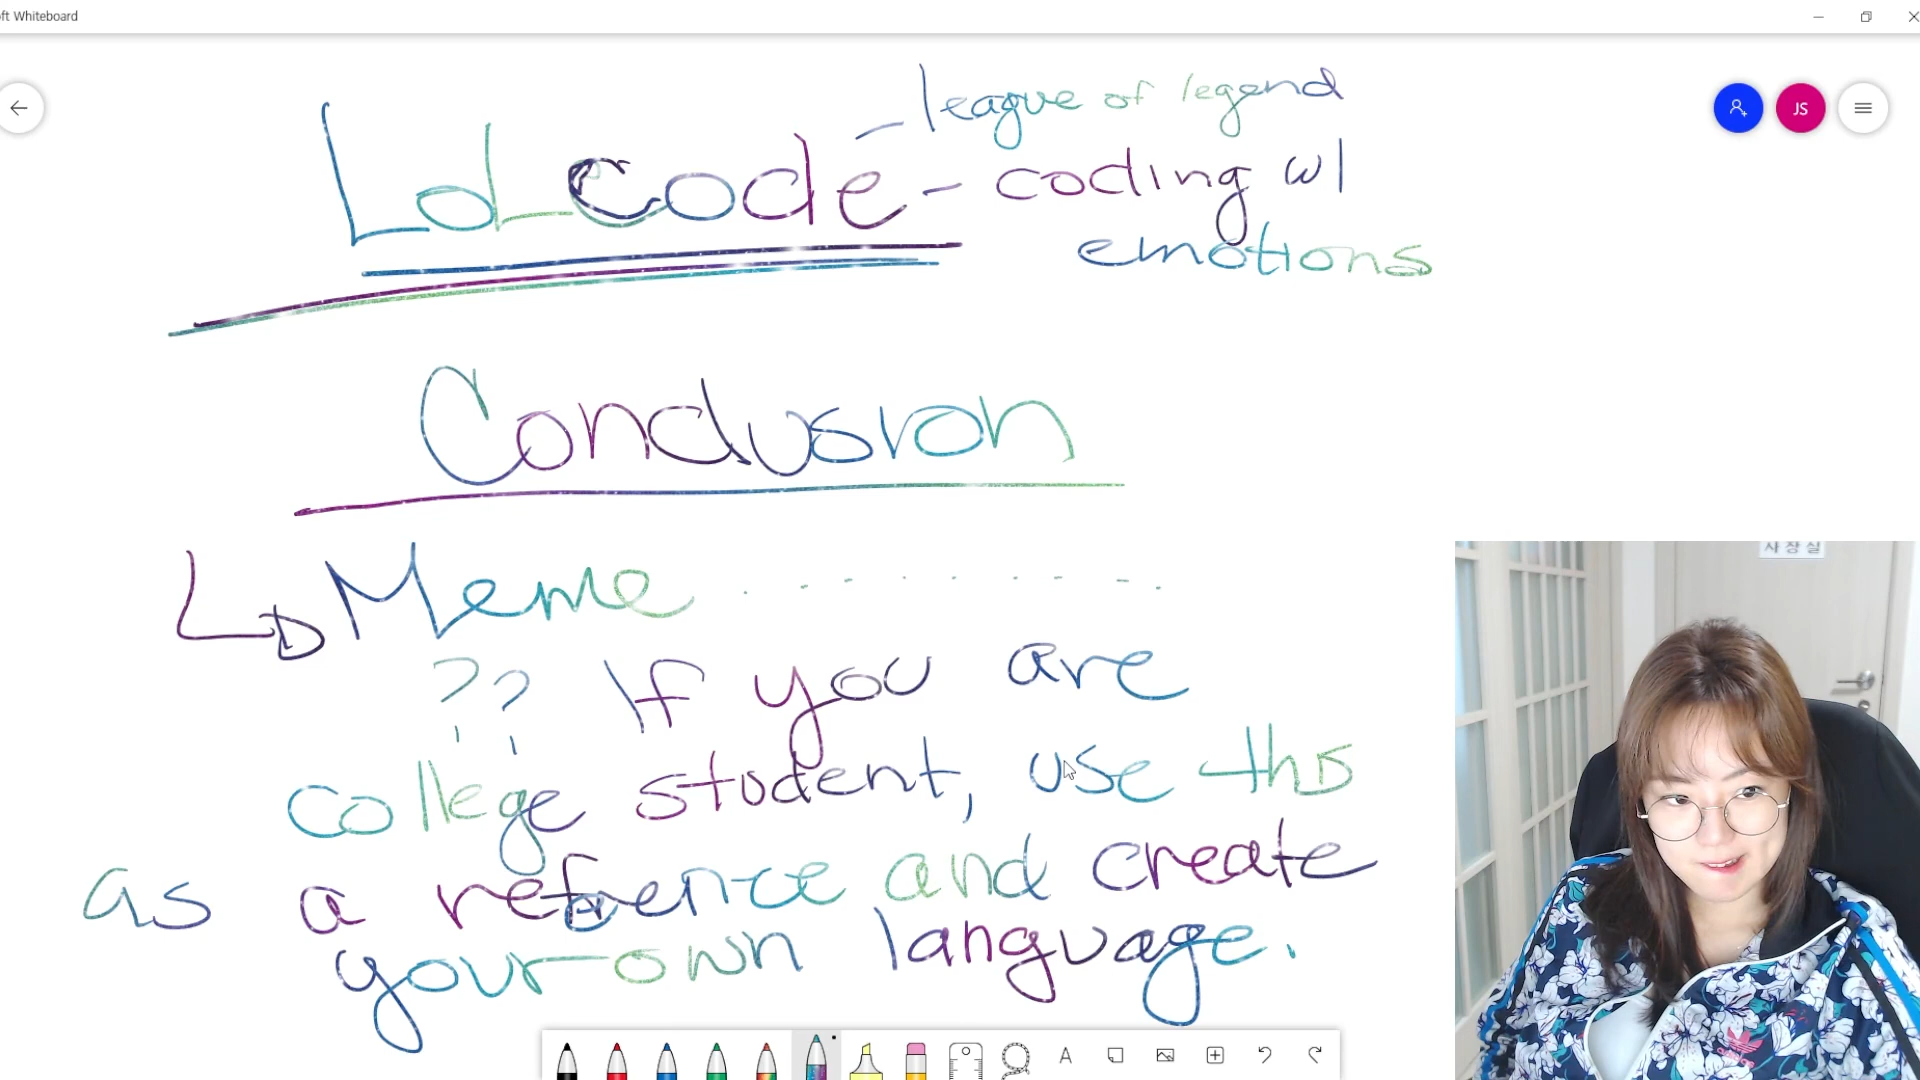 ft Whiteboard
league of legend
LoLCode - coding w/
emotions
JS
Conclusion
Meme ..........
?? If you are
college student, use this
as a reference and create
your own language.
사장실
A